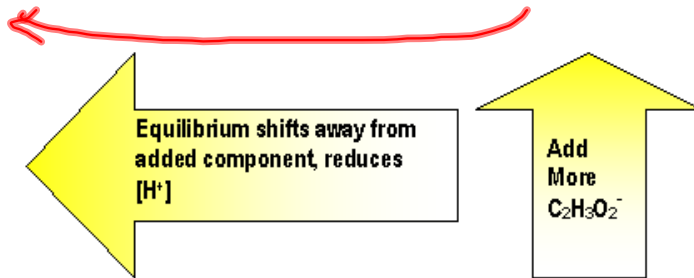 Equilibrium shifts away from
added component, reduces
[H⁺]
Add
More
C₂H₃O₂⁻